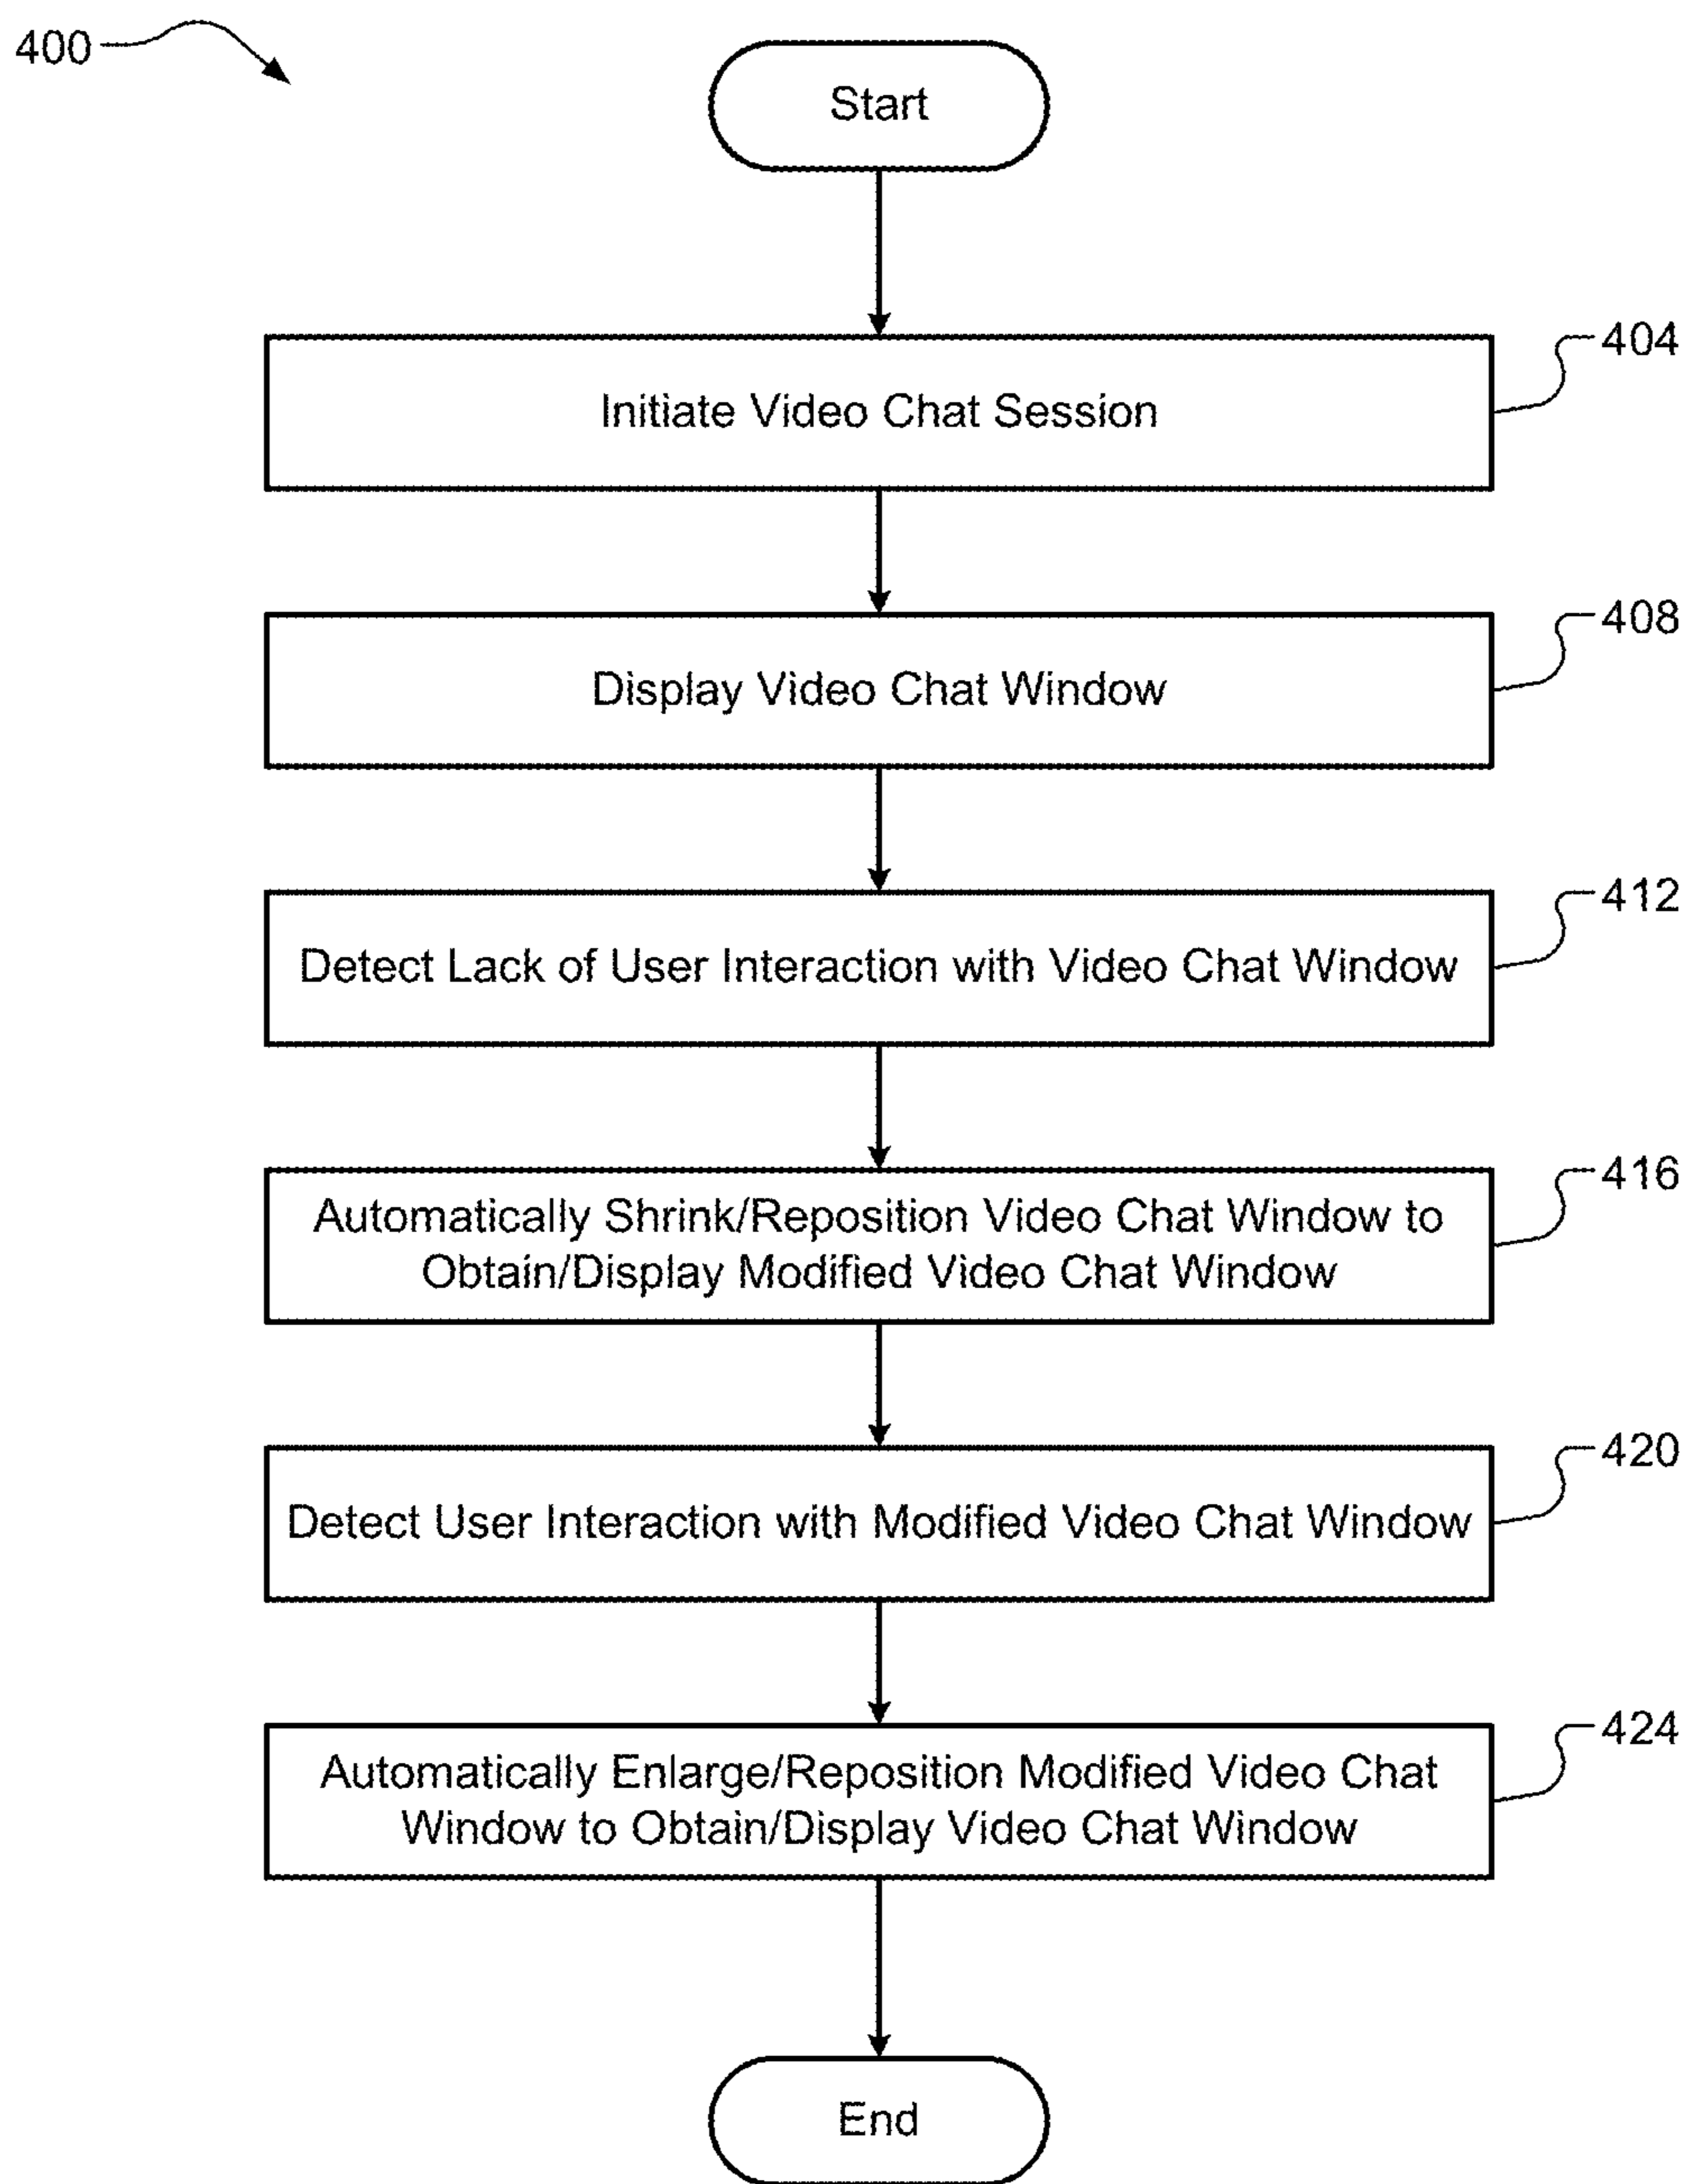 400
Start
Initiate Video Chat Session
404
Display Video Chat Window
408
Detect Lack of User Interaction with Video Chat Window
412
Automatically Shrink/Reposition Video Chat Window to
Obtain/Display Modified Video Chat Window
416
Detect User Interaction with Modified Video Chat Window
420
Automatically Enlarge/Reposition Modified Video Chat
Window to Obtain/Display Video Chat Window
424
End